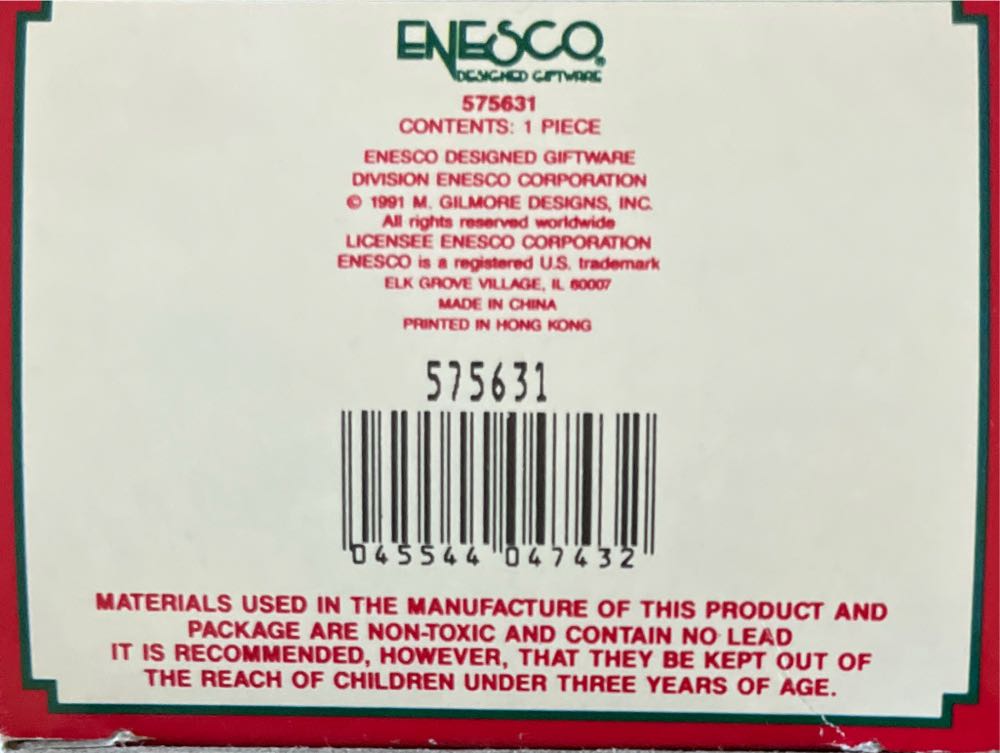 ENESCO®
DESIGNED GIFTWARE
575631
CONTENTS: 1 PIECE
ENESCO DESIGNED GIFTWARE
DIVISION ENESCO CORPORATION
© 1991 M. GILMORE DESIGNS, INC.
All rights reserved worldwide
LICENSEE ENESCO CORPORATION
ENESCO is a registered U.S. trademark
ELK GROVE VILLAGE, IL 60007
MADE IN CHINA
PRINTED IN HONG KONG
575631
045544 047432
MATERIALS USED IN THE MANUFACTURE OF THIS PRODUCT AND
PACKAGE ARE NON-TOXIC AND CONTAIN NO LEAD
IT IS RECOMMENDED, HOWEVER, THAT THEY BE KEPT OUT OF
THE REACH OF CHILDREN UNDER THREE YEARS OF AGE.